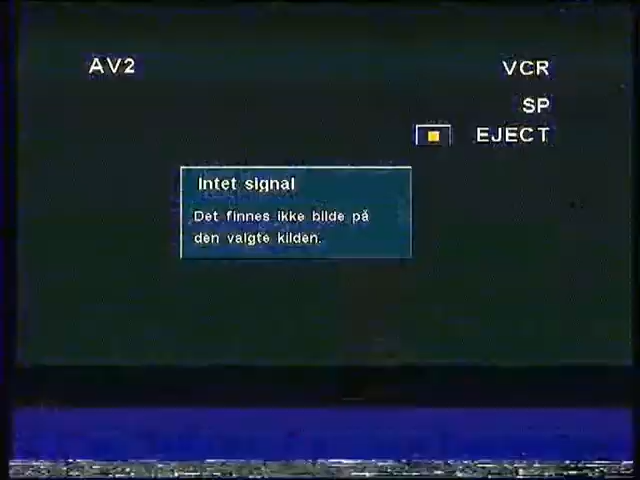 AV2
VCR
SP
EJECT
Intet signal
Det finnes ikke bilde på
den valgte kilden.